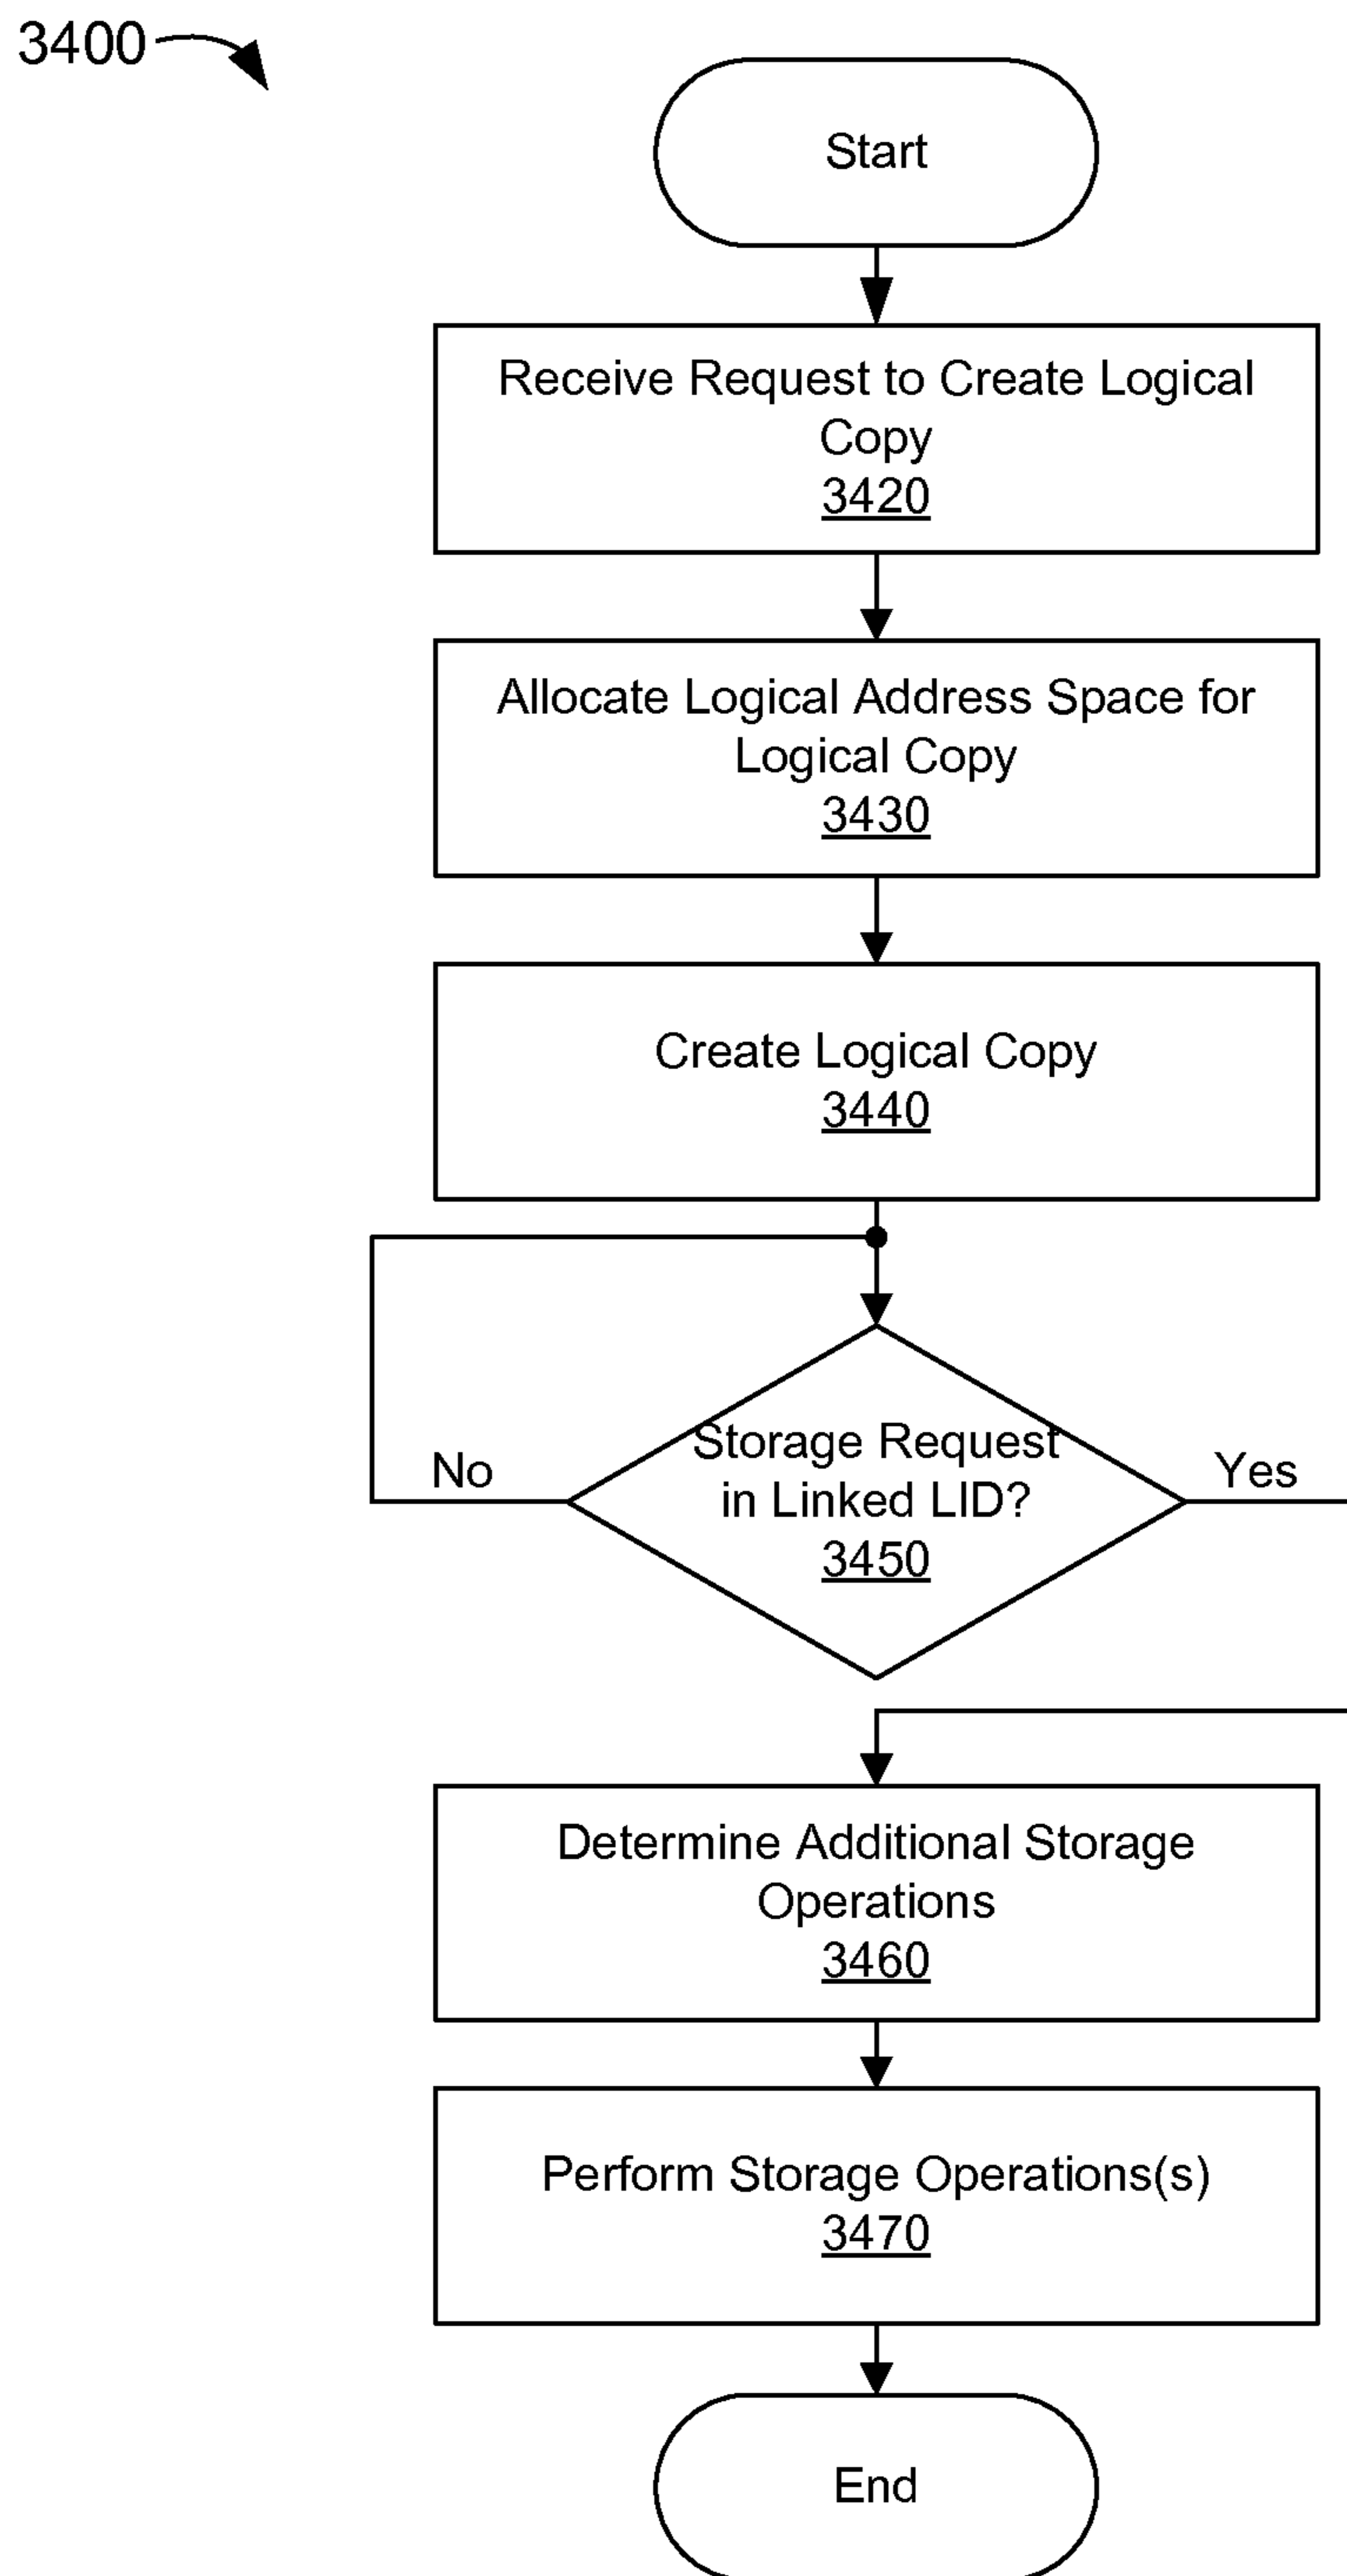 3400
Start
Receive Request to Create Logical
Copy
3420
Allocate Logical Address Space for
Logical Copy
3430
Create Logical Copy
3440
Storage Request
No
Yes
in Linked LID?
3450
Determine Additional Storage
Operations
3460
Perform Storage Operations(s)
3470
End